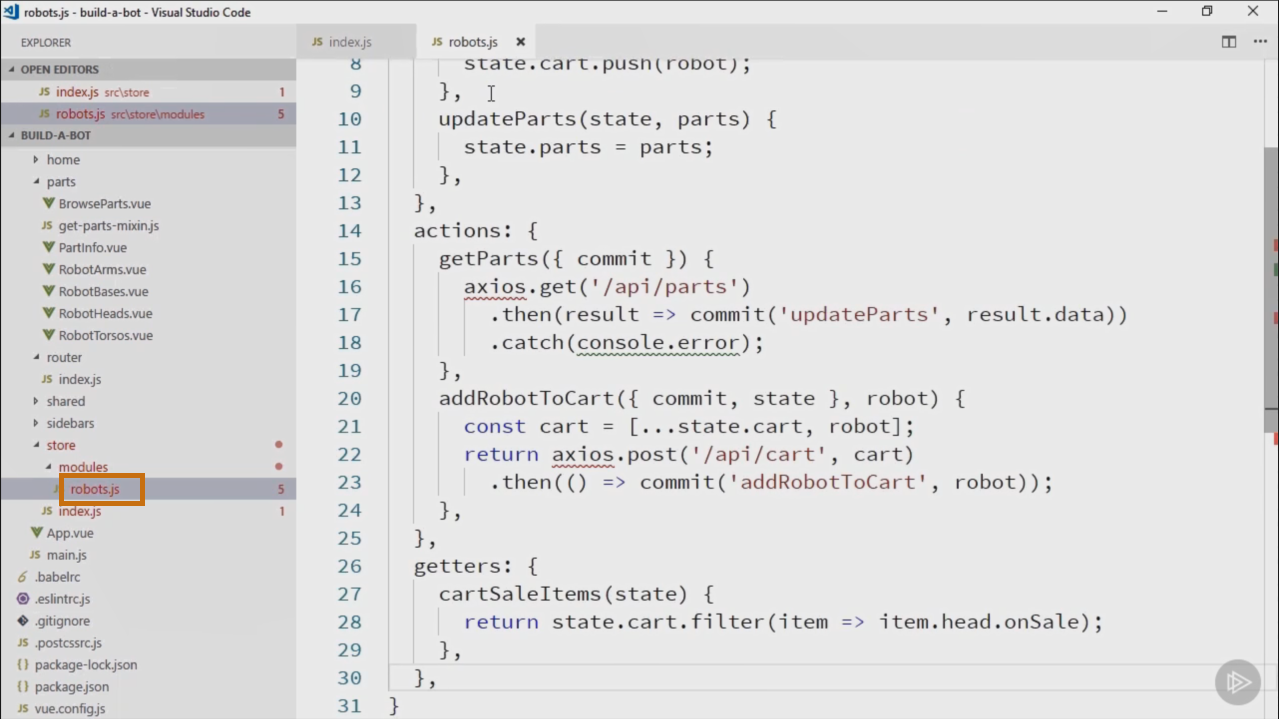 robots.js - build-a-bot - Visual Studio Code
EXPLORER
OPEN EDITORS
JS index.js src\store 1
JS robots.js src\store\modules 5
BUILD-A-BOT
home
parts
BrowseParts.vue
JS get-parts-mixin.js
PartInfo.vue
RobotArms.vue
RobotBases.vue
RobotHeads.vue
RobotTorsos.vue
router
JS index.js
shared
sidebars
store
modules
robots.js 5
JS index.js 1
App.vue
JS main.js
.babelrc
.eslintrc.js
.gitignore
JS .postcssrc.js
{} package-lock.json
{} package.json
JS vue.config.js
JS index.js
JS robots.js
8 state.cart.push(robot);
9 },
10 updateParts(state, parts) {
11 state.parts = parts;
12 },
13 },
14 actions: {
15 getParts({ commit }) {
16 axios.get('/api/parts')
17 .then(result => commit('updateParts', result.data))
18 .catch(console.error);
19 },
20 addRobotToCart({ commit, state }, robot) {
21 const cart = [...state.cart, robot];
22 return axios.post('/api/cart', cart)
23 .then(() => commit('addRobotToCart', robot));
24 },
25 },
26 getters: {
27 cartSaleItems(state) {
28 return state.cart.filter(item => item.head.onSale);
29 },
30 },
31 }